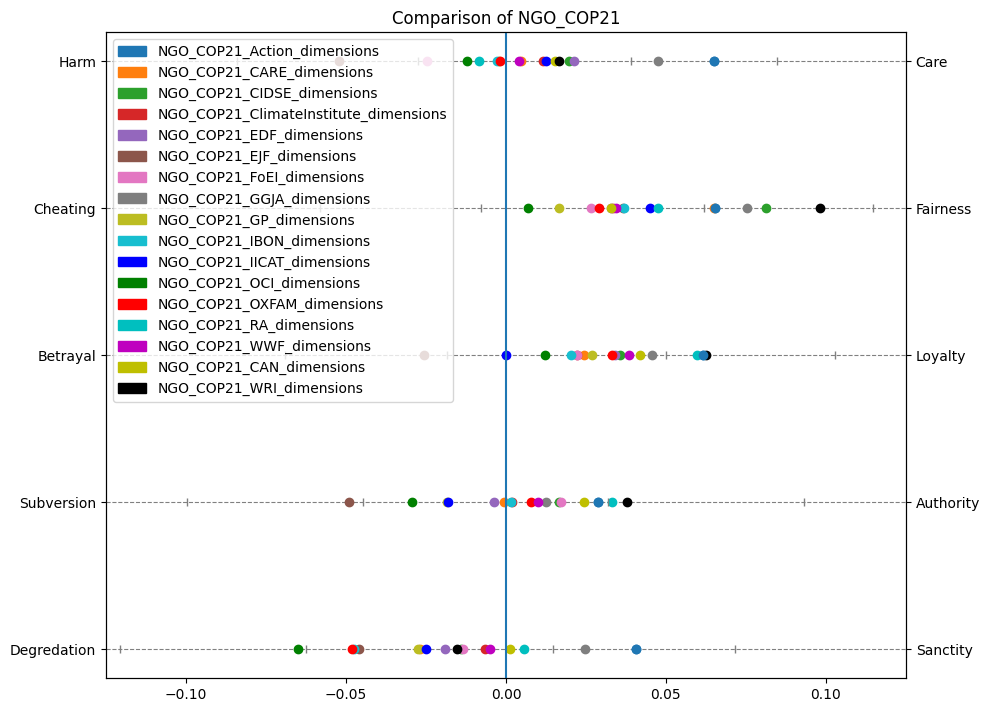 Comparison of NGO_COP21
NGO_COP21_Action_dimensions
NGO_COP21_CARE_dimensions
NGO_COP21_CIDSE_dimensions
NGO_COP21_ClimateInstitute_dimensions
NGO_COP21_EDF_dimensions
NGO_COP21_EJF_dimensions
NGO_COP21_FoEI_dimensions
NGO_COP21_GGJA_dimensions
NGO_COP21_GP_dimensions
NGO_COP21_IBON_dimensions
NGO_COP21_IICAT_dimensions
NGO_COP21_OCI_dimensions
NGO_COP21_OXFAM_dimensions
NGO_COP21_RA_dimensions
NGO_COP21_WWF_dimensions
NGO_COP21_CAN_dimensions
NGO_COP21_WRI_dimensions
Harm Care
Cheating Fairness
Betrayal Loyalty
Subversion Authority
Degredation Sanctity
−0.10 −0.05 0.00 0.05 0.10